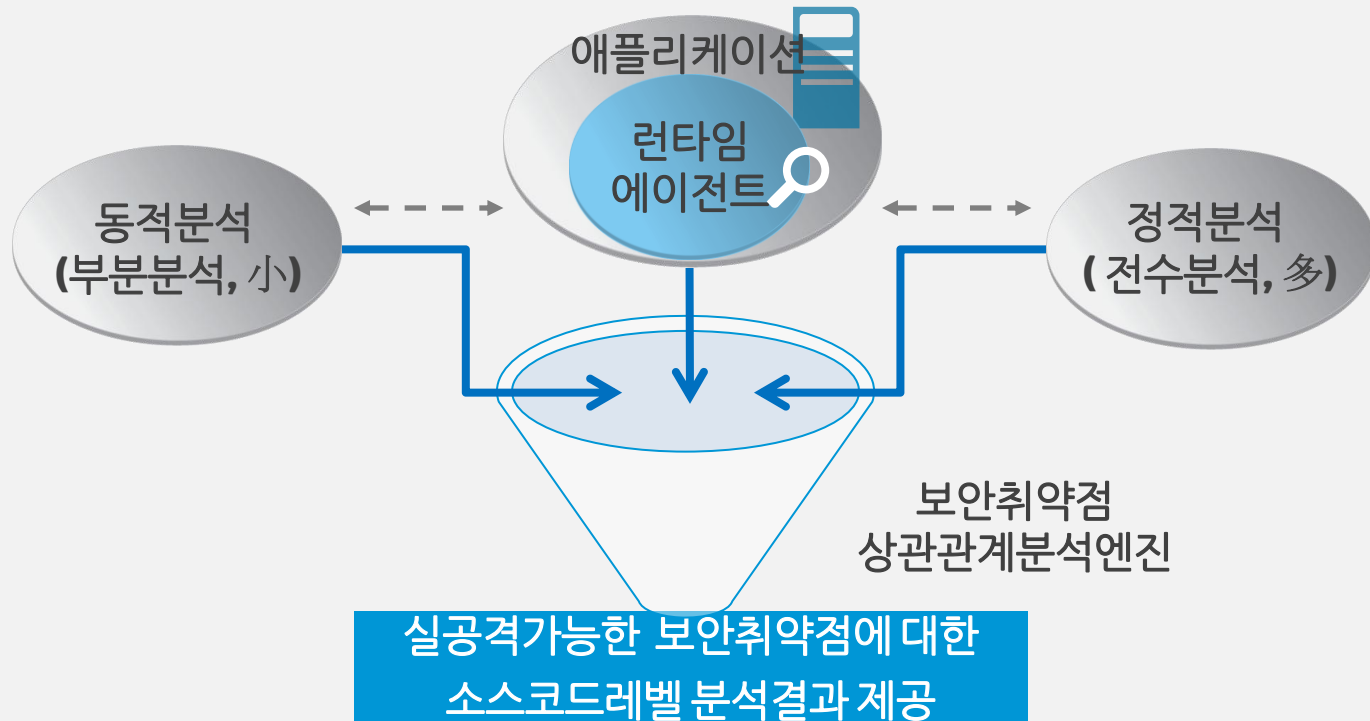 애플리케이션
런타임
에이전트
동적분석
(부분분석, 小)
정적분석
( 전수분석, 多)
보안취약점
상관관계분석엔진
실공격가능한 보안취약점에 대한
소스코드레벨 분석결과 제공